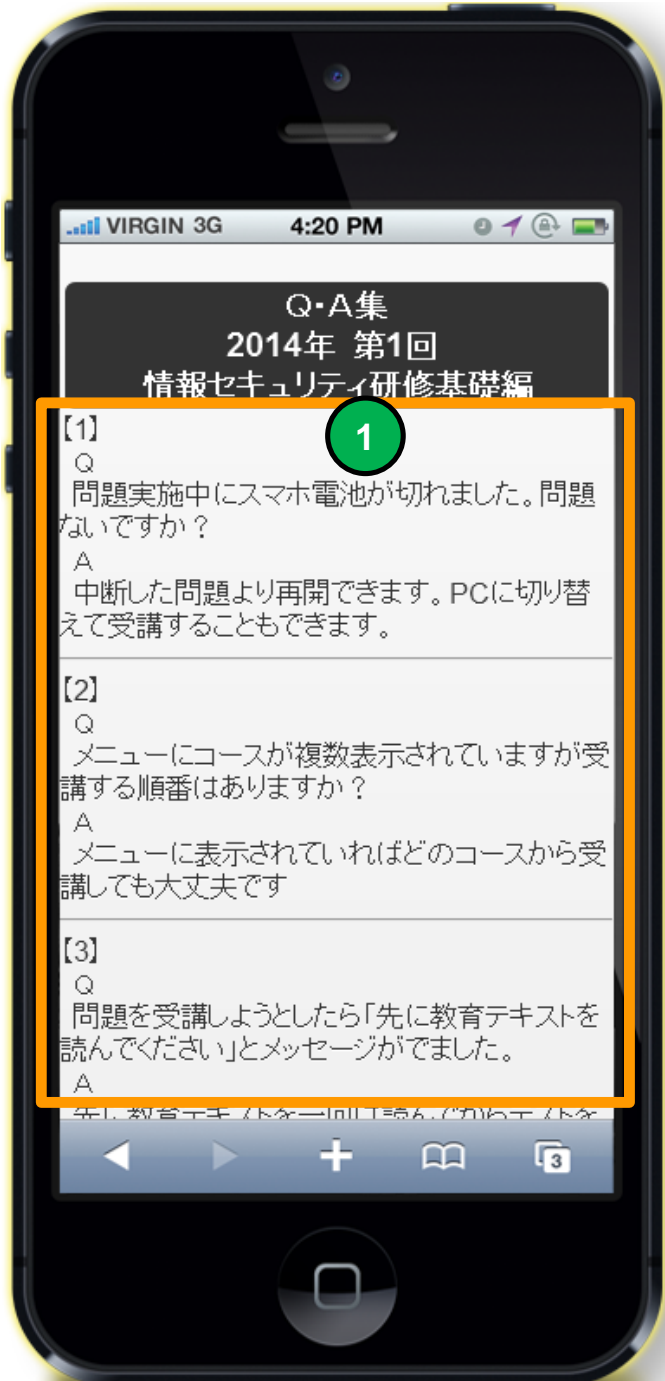 VIRGIN 3G 4:20 PM
Q・A集
2014年 第1回
情報セキュリティ研修基礎編
1
【1】
Q
問題実施中にスマホ電池が切れました。問題
ないですか？
A
中断した問題より再開できます。PCに切り替
えて受講することもできます。
【2】
Q
メニューにコースが複数表示されていますが受
講する順番はありますか？
A
メニューに表示されていればどのコースから受
講しても大丈夫です
【3】
Q
問題を受講しようとしたら「先に教育テキストを
読んでください」とメッセージがでました。
A
3